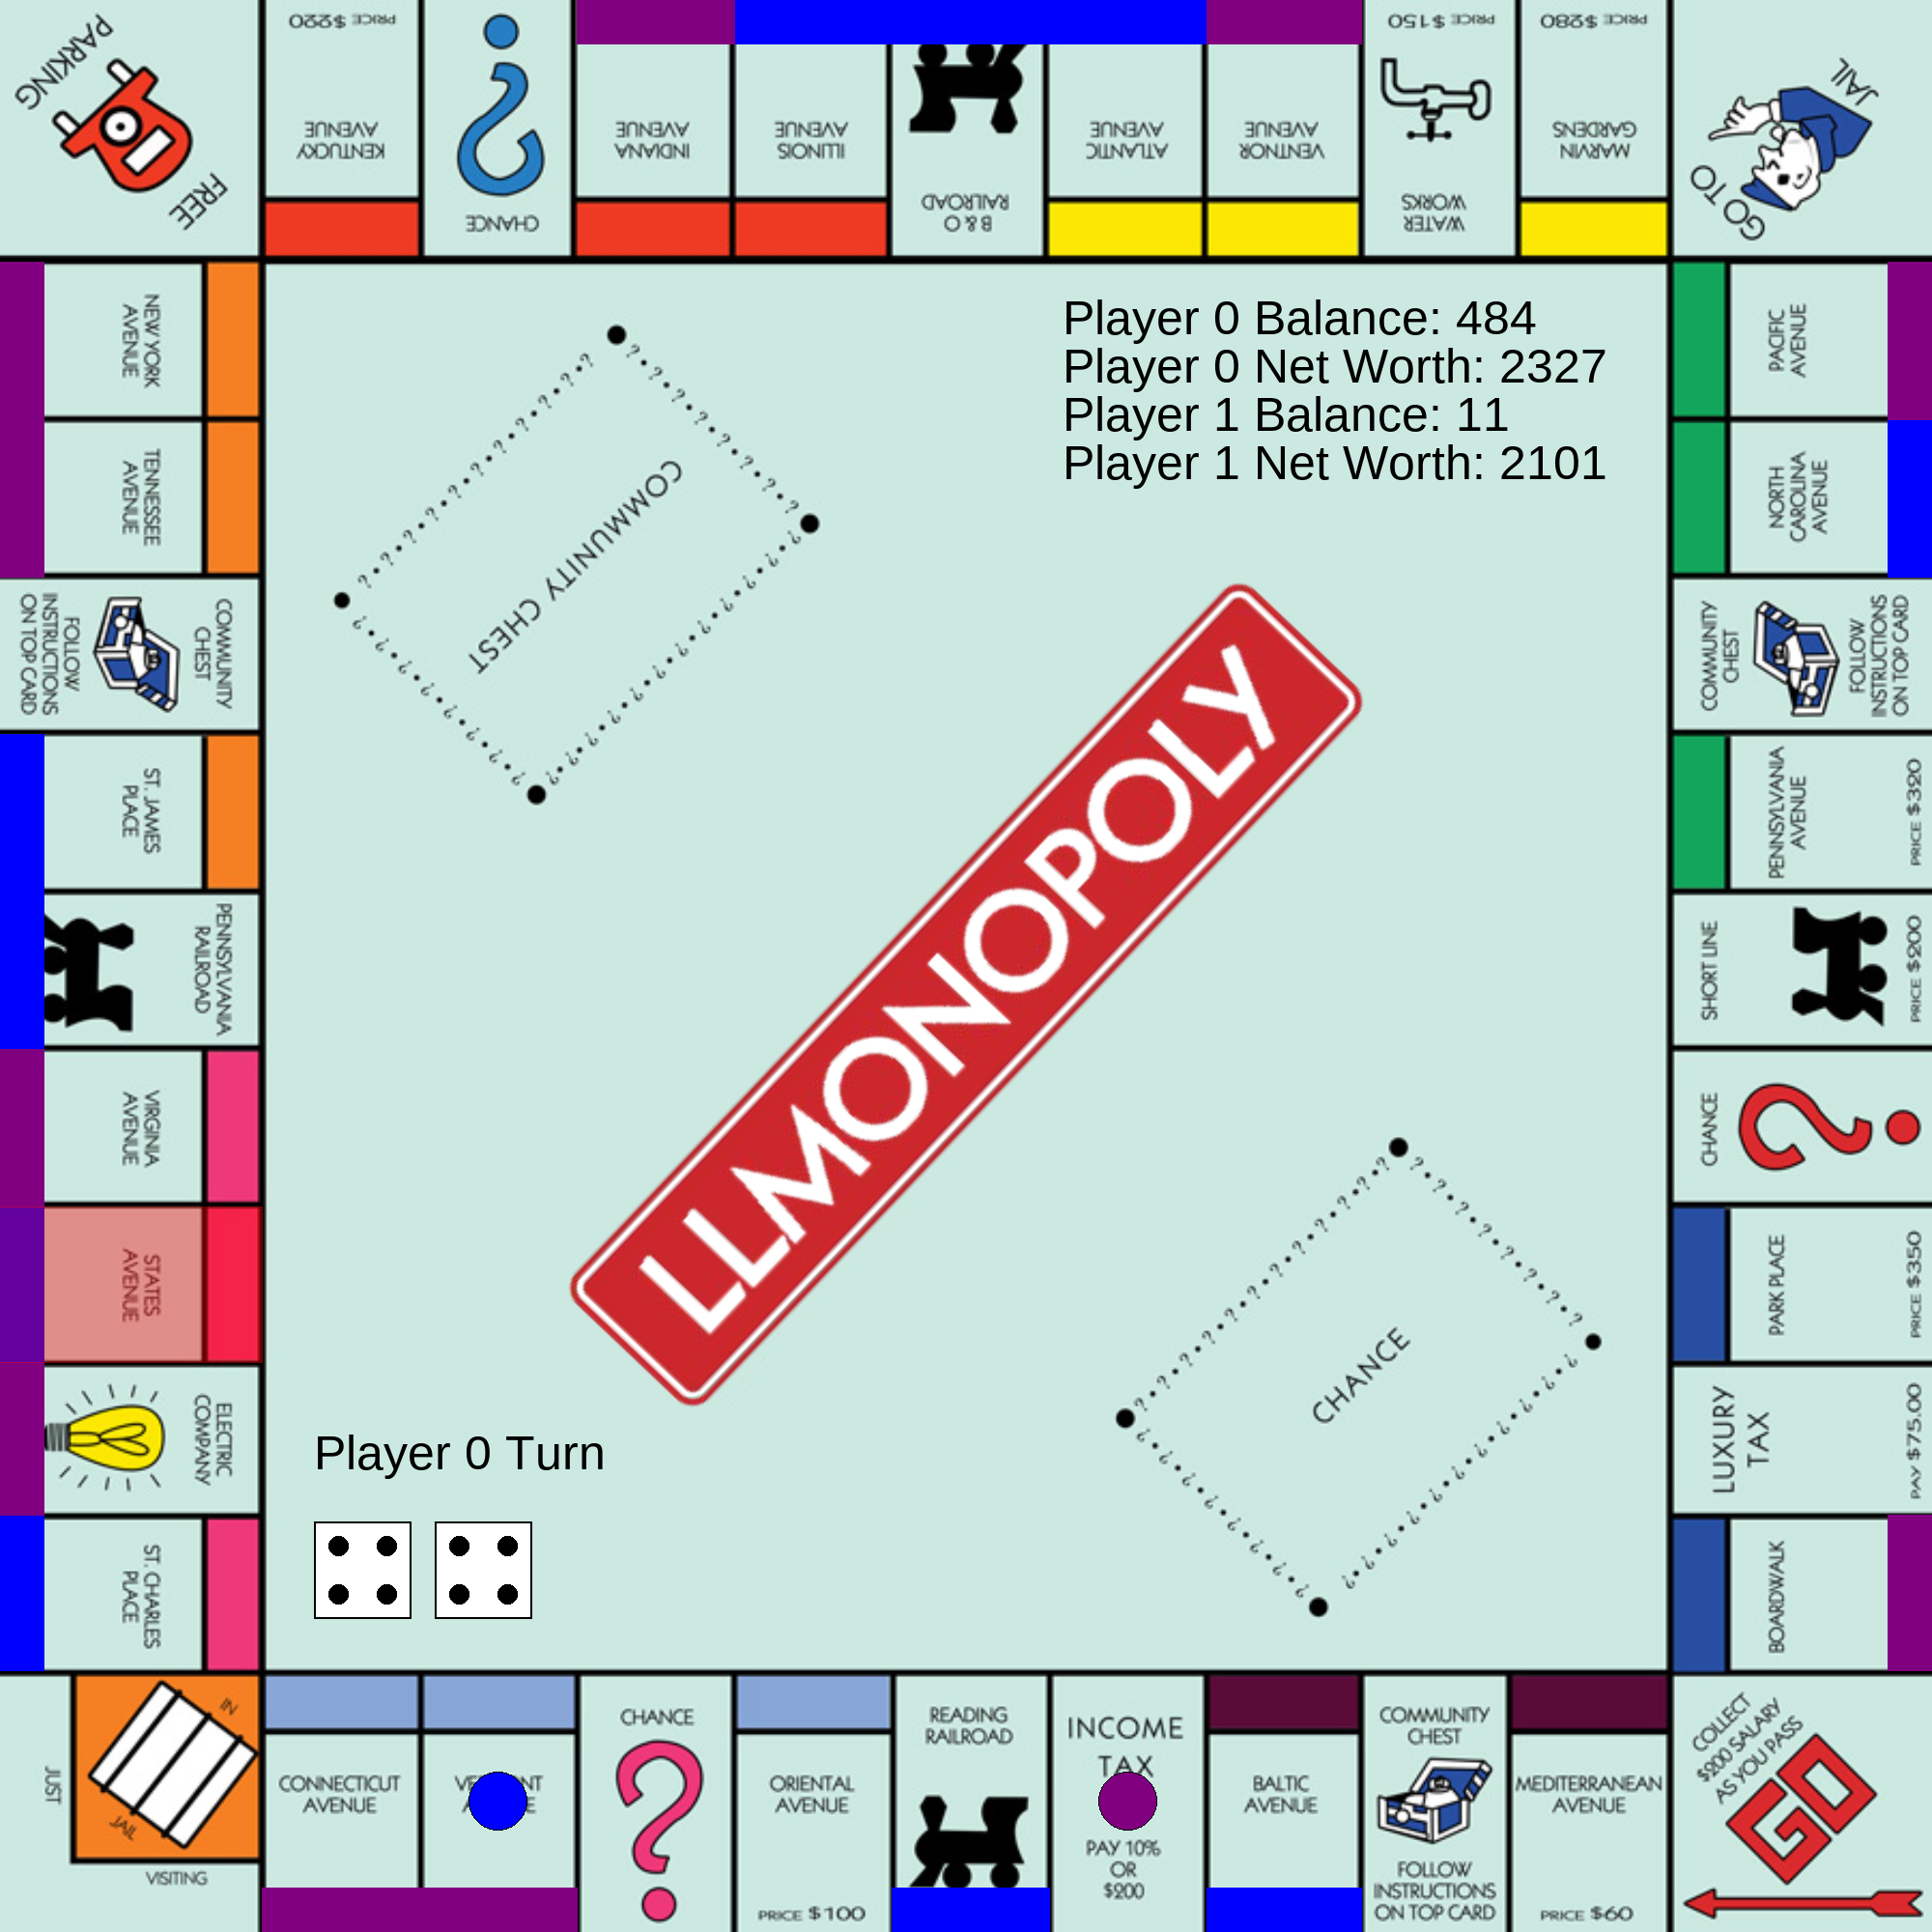 PARKING
FREE
PRICE $220
KENTUCKY
AVENUE
CHANCE
INDIANA
AVENUE
ILLINOIS
AVENUE
B & O
RAILROAD
ATLANTIC
AVENUE
VENTNOR
AVENUE
PRICE $150
WATER
WORKS
PRICE $280
MARVIN
GARDENS
GO TO
JAIL
NEW YORK
AVENUE
TENNESSEE
AVENUE
COMMUNITY
CHEST
FOLLOW
INSTRUCTIONS
ON TOP CARD
ST. JAMES
PLACE
PENNSYLVANIA
RAILROAD
VIRGINIA
AVENUE
STATES
AVENUE
ELECTRIC
COMPANY
ST. CHARLES
PLACE
Player 0 Balance: 484
Player 0 Net Worth: 2327
Player 1 Balance: 11
Player 1 Net Worth: 2101
COMMUNITY CHEST
LLMONOPOLY
CHANCE
Player 0 Turn
PACIFIC
AVENUE
NORTH
CAROLINA
AVENUE
COMMUNITY
CHEST
FOLLOW
INSTRUCTIONS
ON TOP CARD
PENNSYLVANIA
AVENUE
PRICE $320
SHORT LINE
PRICE $200
CHANCE
PARK PLACE
PRICE $350
LUXURY
TAX
PAY $75.00
BOARDWALK
JUST
VISITING
IN
JAIL
CONNECTICUT
AVENUE
CHANCE
ORIENTAL
AVENUE
PRICE $100
READING
RAILROAD
INCOME
TAX
PAY 10%
OR
$200
BALTIC
AVENUE
COMMUNITY
CHEST
FOLLOW
INSTRUCTIONS
ON TOP CARD
MEDITERRANEAN
AVENUE
PRICE $60
COLLECT
$200 SALARY
AS YOU PASS
GO